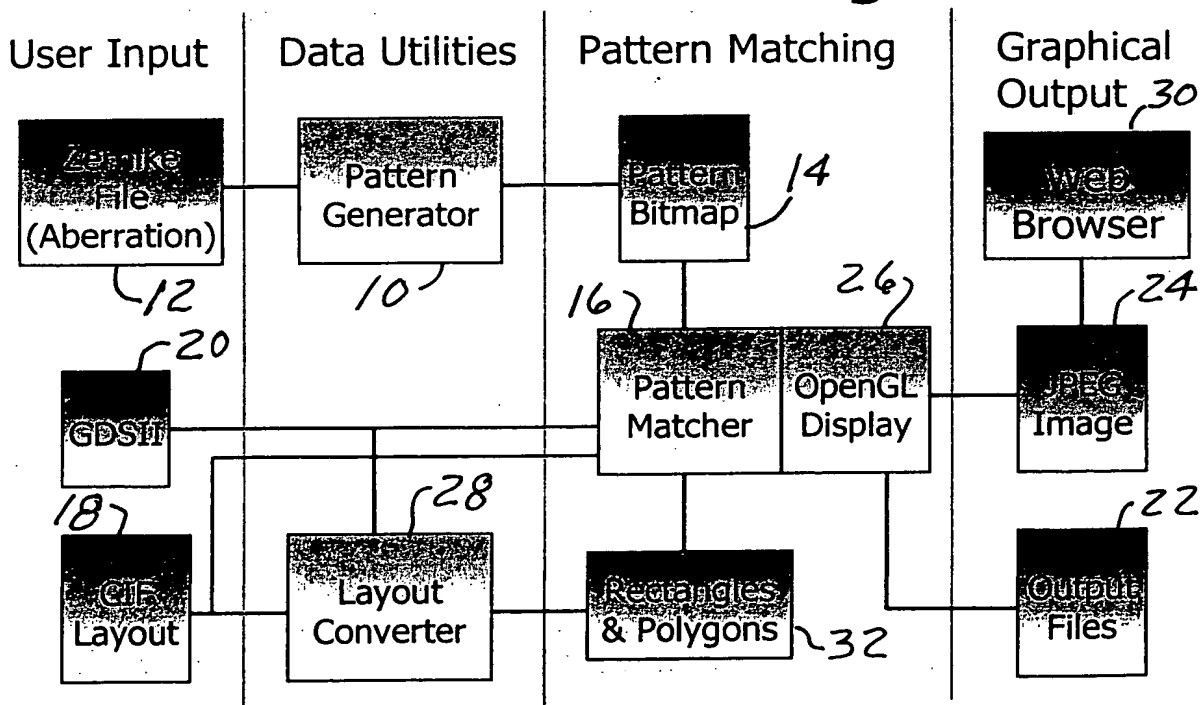 User Input
Data Utilities
Pattern Matching
Graphical
Output
30
Zernike
File
(Aberration)
12
Pattern
Generator
10
Pattern
Bitmap
14
Web
Browser
20
GDSII
16
Pattern
Matcher
26
OpenGL
Display
24
JPEG
Image
18
CIF
Layout
28
Layout
Converter
Rectangles
& Polygons
32
22
Output
Files